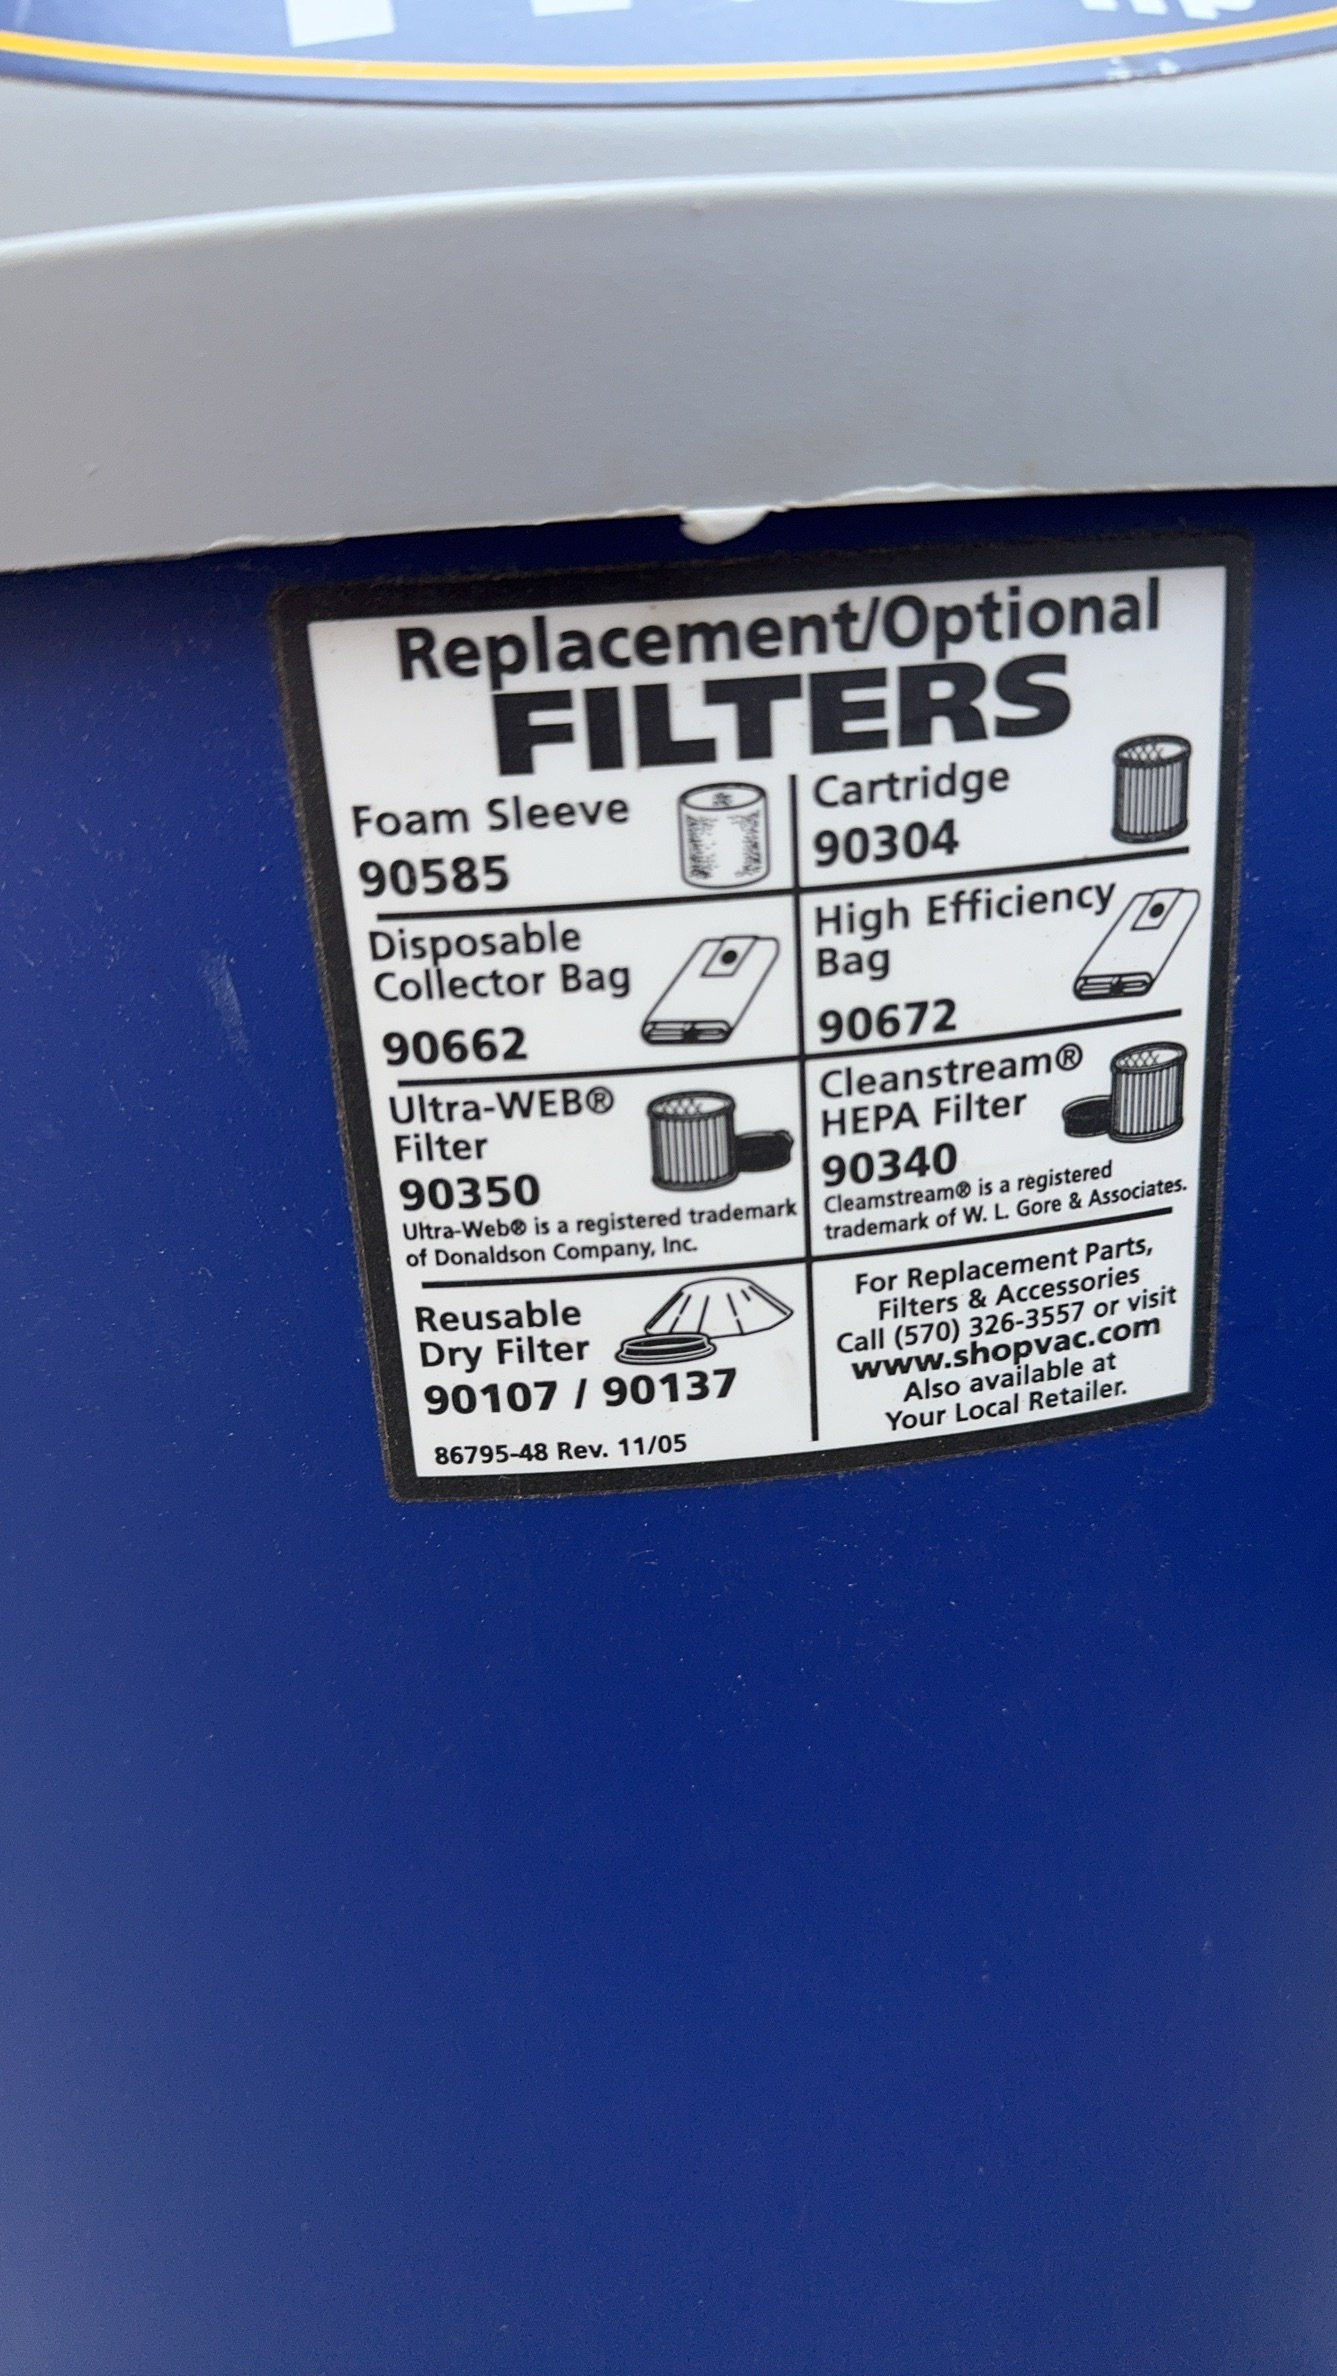 Replacement/Optional
FILTERS
Foam Sleeve
90585
Cartridge
90304
Disposable
Collector Bag
90662
High Efficiency
Bag
90672
Ultra-WEB®
Filter
90350
Ultra-Web® is a registered trademark
of Donaldson Company, Inc.
Cleanstream®
HEPA Filter
90340
Cleamstream® is a registered
trademark of W. L. Gore & Associates.
Reusable
Dry Filter
90107 / 90137
86795-48 Rev. 11/05
For Replacement Parts,
Filters & Accessories
Call (570) 326-3557 or visit
www.shopvac.com
Also available at
Your Local Retailer.